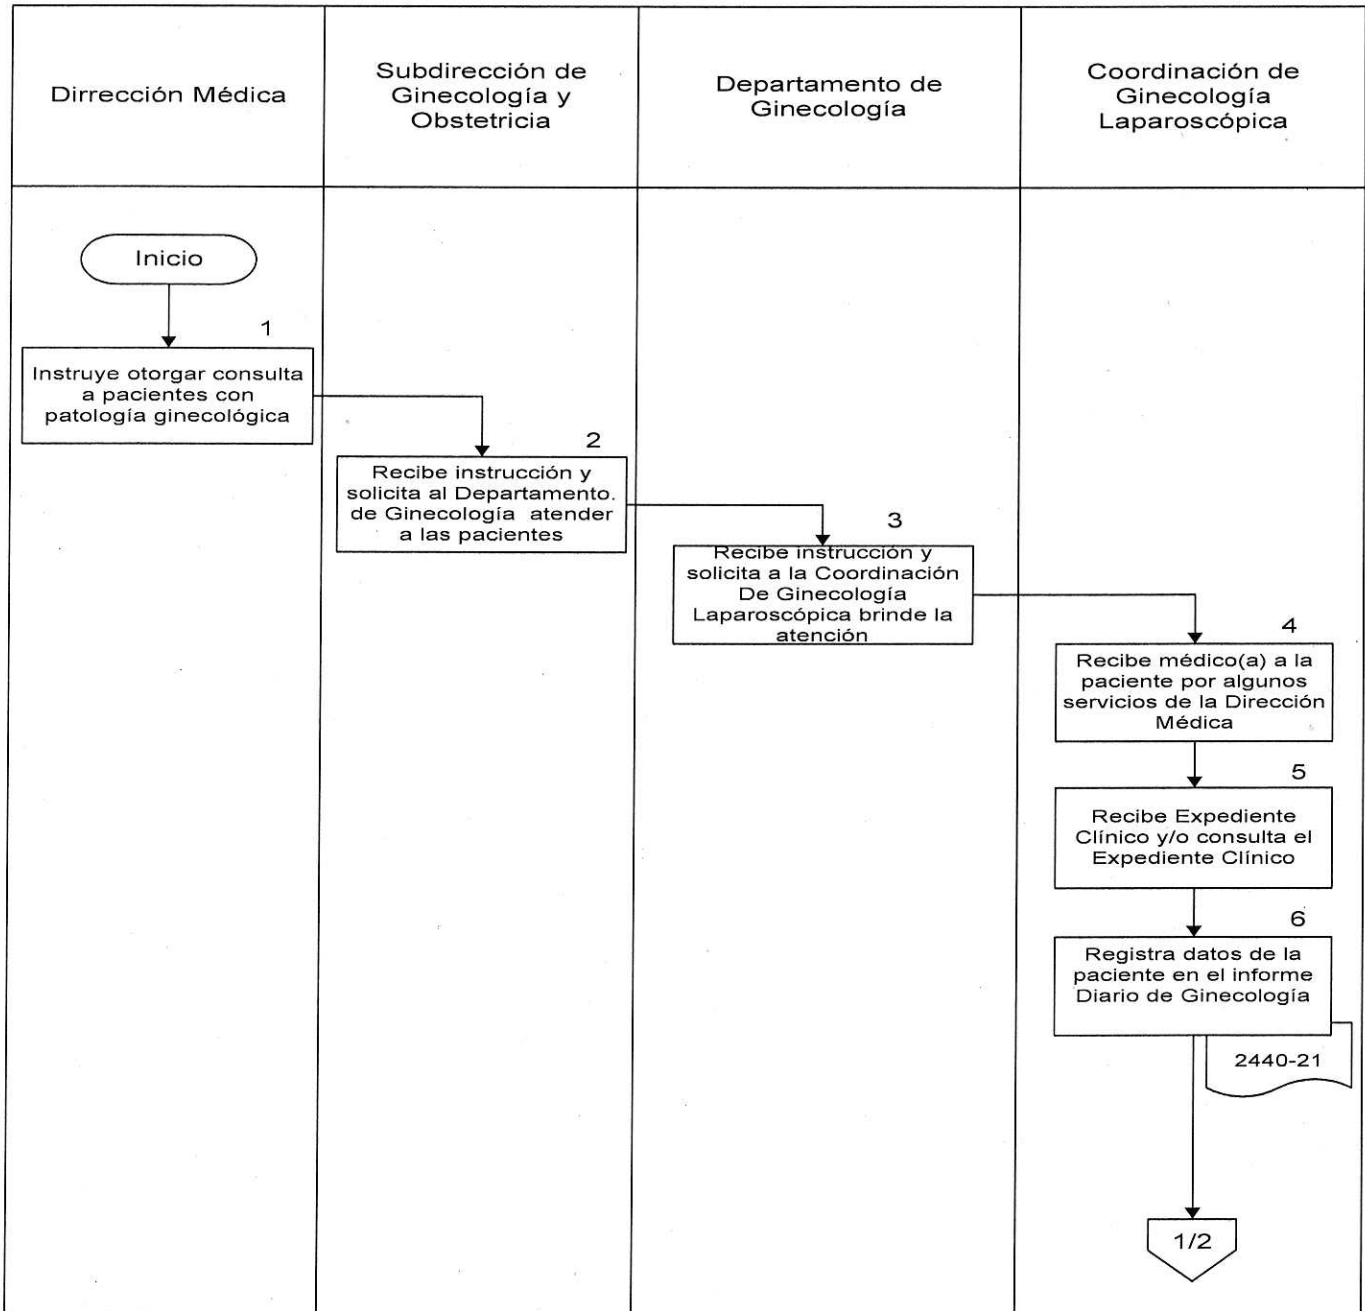 Dirrección Médica
Subdirección de
Ginecología y
Obstetricia
Departamento de
Ginecología
Coordinación de
Ginecología
Laparoscópica
Inicio
1
Instruye otorgar consulta
a pacientes con
patología ginecológica
2
Recibe instrucción y
solicita al Departamento.
de Ginecología atender
a las pacientes
3
Recibe instrucción y
solicita a la Coordinación
De Ginecología
Laparoscópica brinde la
atención
4
Recibe médico(a) a la
paciente por algunos
servicios de la Dirección
Médica
5
Recibe Expediente
Clínico y/o consulta el
Expediente Clínico
6
Registra datos de la
paciente en el informe
Diario de Ginecología
2440-21
1/2